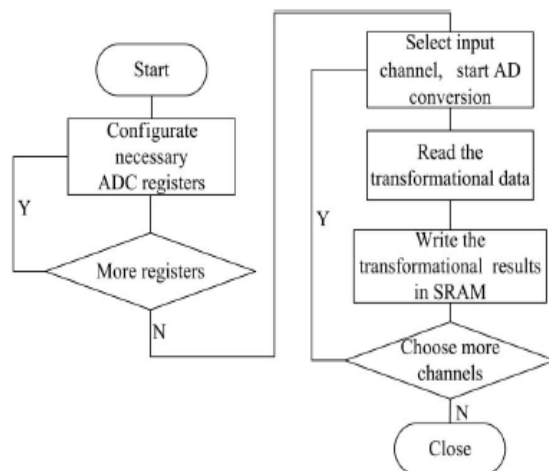 Start
Configurate
necessary
ADC registers
Y
More registers
N
Select input
channel, start AD
conversion
Read the
transformational data
Y
Write the
transformational results
in SRAM
Choose more
channels
N
Close